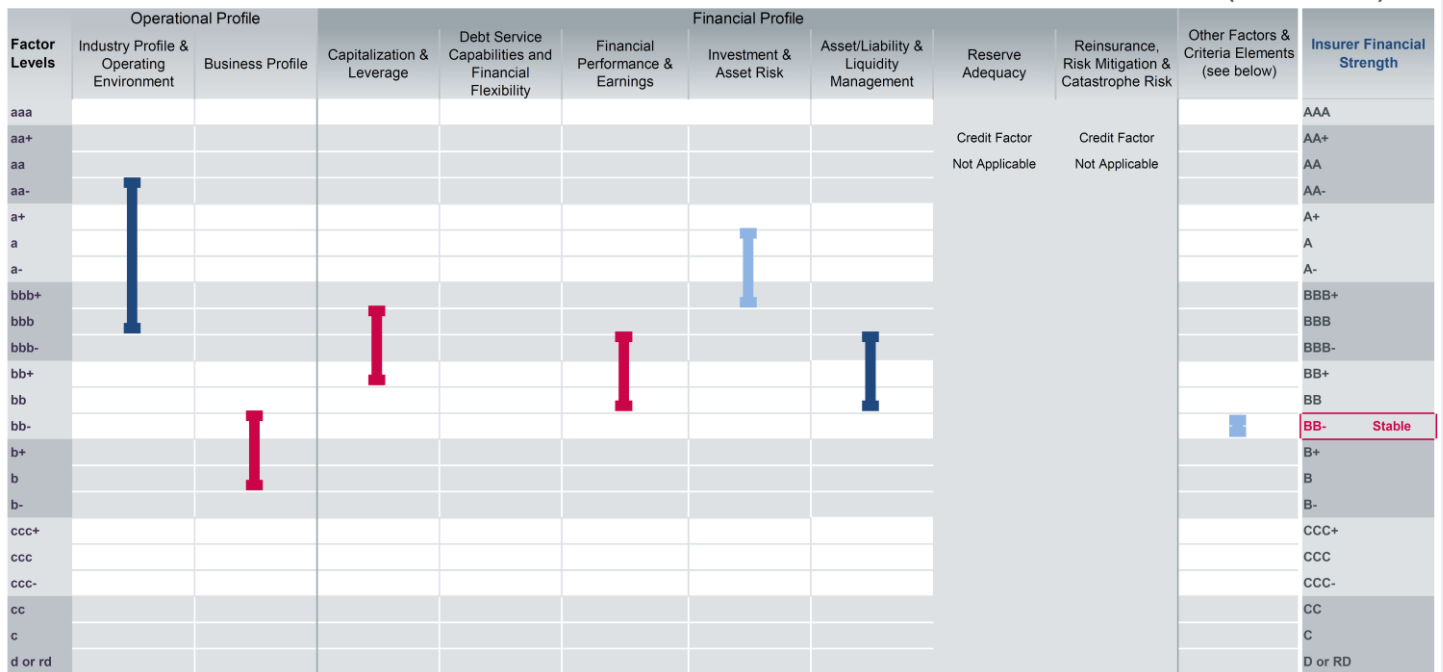 Operational Profile
Financial Profile
Factor
Levels
Industry Profile &
Operating
Environment
Business Profile
Capitalization &
Leverage
Debt Service
Capabilities and
Financial
Flexibility
Financial
Performance &
Earnings
Investment &
Asset Risk
Asset/Liability &
Liquidity
Management
Reserve
Adequacy
Reinsurance,
Risk Mitigation &
Catastrophe Risk
Other Factors &
Criteria Elements
(see below)
Insurer Financial
Strength
aaa AAA
aa+ Credit Factor Credit Factor AA+
aa Not Applicable Not Applicable AA
aa- AA-
a+ A+
a A
a- A-
bbb+ BBB+
bbb BBB
bbb- BBB-
bb+ BB+
bb BB
bb- BB- Stable
b+ B+
b B
b- B-
ccc+ CCC+
ccc CCC
ccc- CCC-
cc CC
c C
d or rd D or RD